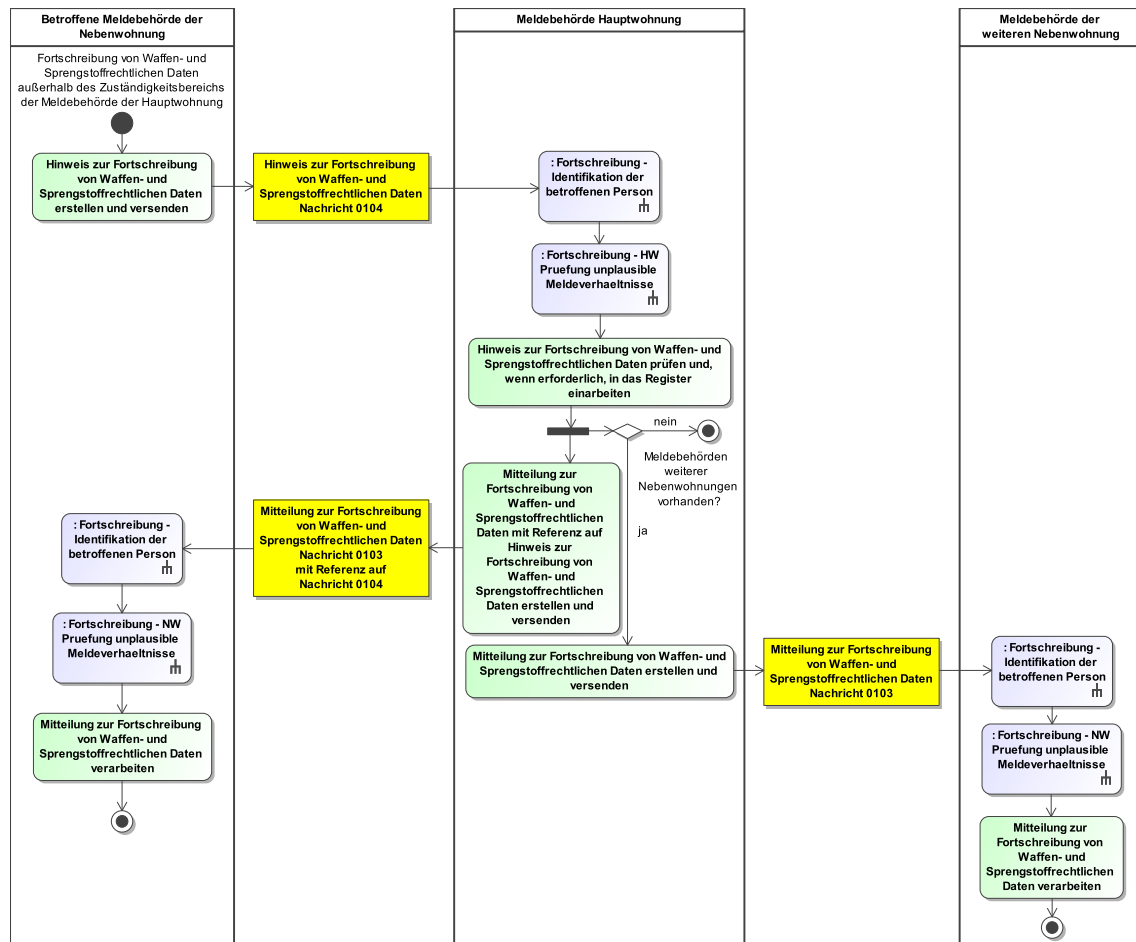 Betroffene Meldebehörde der
Nebenwohnung
Meldebehörde Hauptwohnung
Meldebehörde der
weiteren Nebenwohnung
Fortschreibung von Waffen- und
Sprengstoffrechtlichen Daten
außerhalb des Zuständigkeitsbereichs
der Meldebehörde der Hauptwohnung
Hinweis zur Fortschreibung
von Waffen- und
Sprengstoffrechtlichen Daten
erstellen und versenden
Hinweis zur Fortschreibung
von Waffen- und
Sprengstoffrechtlichen Daten
Nachricht 0104
: Fortschreibung -
Identifikation der
betroffenen Person
: Fortschreibung - HW
Pruefung unplausible
Meldeverhaeltnisse
Hinweis zur Fortschreibung von Waffen- und
Sprengstoffrechtlichen Daten prüfen und,
wenn erforderlich, in das Register
einarbeiten
nein
Meldebehörden
weiterer
Nebenwohnungen
vorhanden?
ja
Mitteilung zur
Fortschreibung von
Waffen- und
Sprengstoffrechtlichen
Daten mit Referenz auf
Hinweis zur
Fortschreibung von
Waffen- und
Sprengstoffrechtlichen
Daten erstellen und
versenden
Mitteilung zur Fortschreibung
von Waffen- und
Sprengstoffrechtlichen Daten
Nachricht 0103
mit Referenz auf
Nachricht 0104
: Fortschreibung -
Identifikation der
betroffenen Person
: Fortschreibung - NW
Pruefung unplausible
Meldeverhaeltnisse
Mitteilung zur Fortschreibung
von Waffen- und
Sprengstoffrechtlichen Daten
verarbeiten
Mitteilung zur Fortschreibung von Waffen- und
Sprengstoffrechtlichen Daten erstellen und
versenden
Mitteilung zur Fortschreibung
von Waffen- und
Sprengstoffrechtlichen Daten
Nachricht 0103
: Fortschreibung -
Identifikation der
betroffenen Person
: Fortschreibung - NW
Pruefung unplausible
Meldeverhaeltnisse
Mitteilung zur
Fortschreibung von
Waffen- und
Sprengstoffrechtlichen
Daten verarbeiten